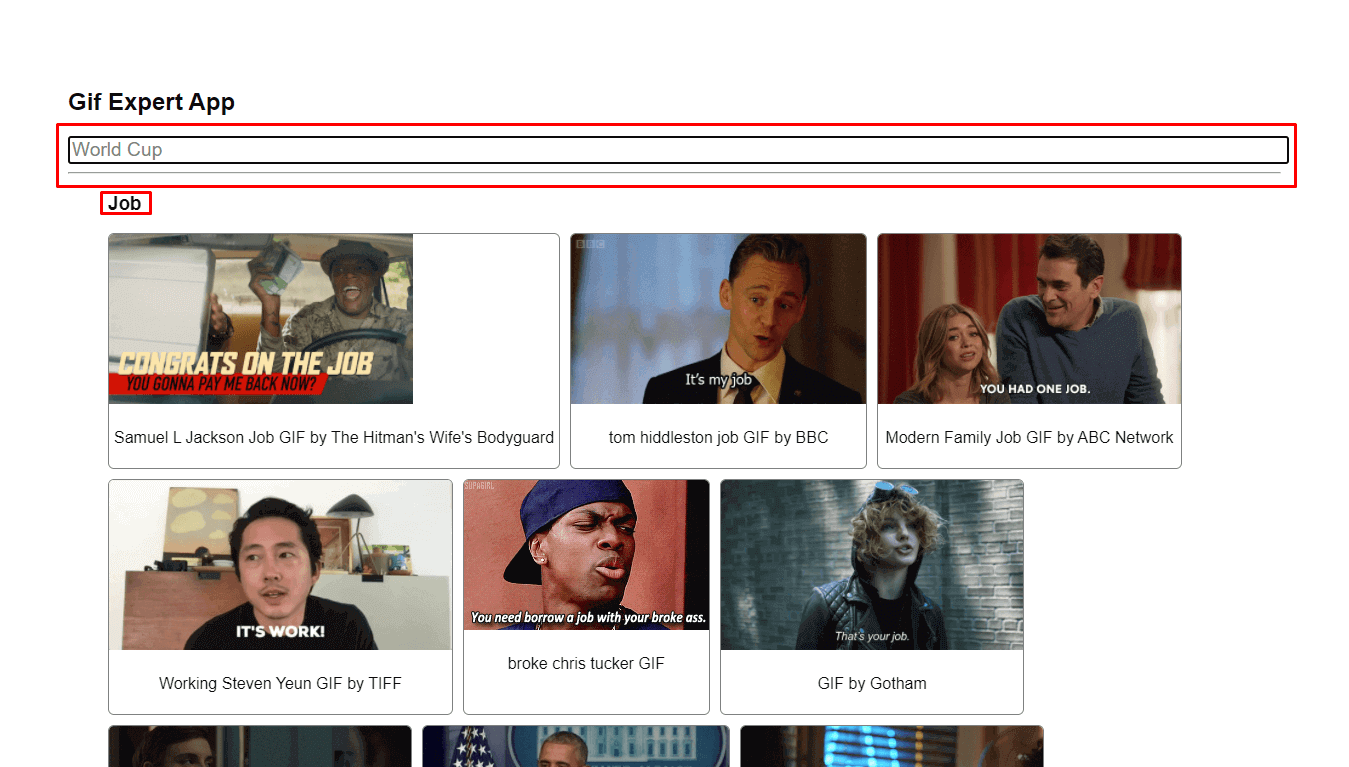 Gif Expert App
World Cup
Job
CONGRATS ON THE JOB
YOU GONNA PAY ME BACK NOW?
Samuel L Jackson Job GIF by The Hitman's Wife's Bodyguard
BBC
It's my job
tom hiddleston job GIF by BBC
YOU HAD ONE JOB.
Modern Family Job GIF by ABC Network
IT'S WORK!
Working Steven Yeun GIF by TIFF
SUPAGIRL
You need borrow a job with your broke ass.
broke chris tucker GIF
That's your job.
GIF by Gotham